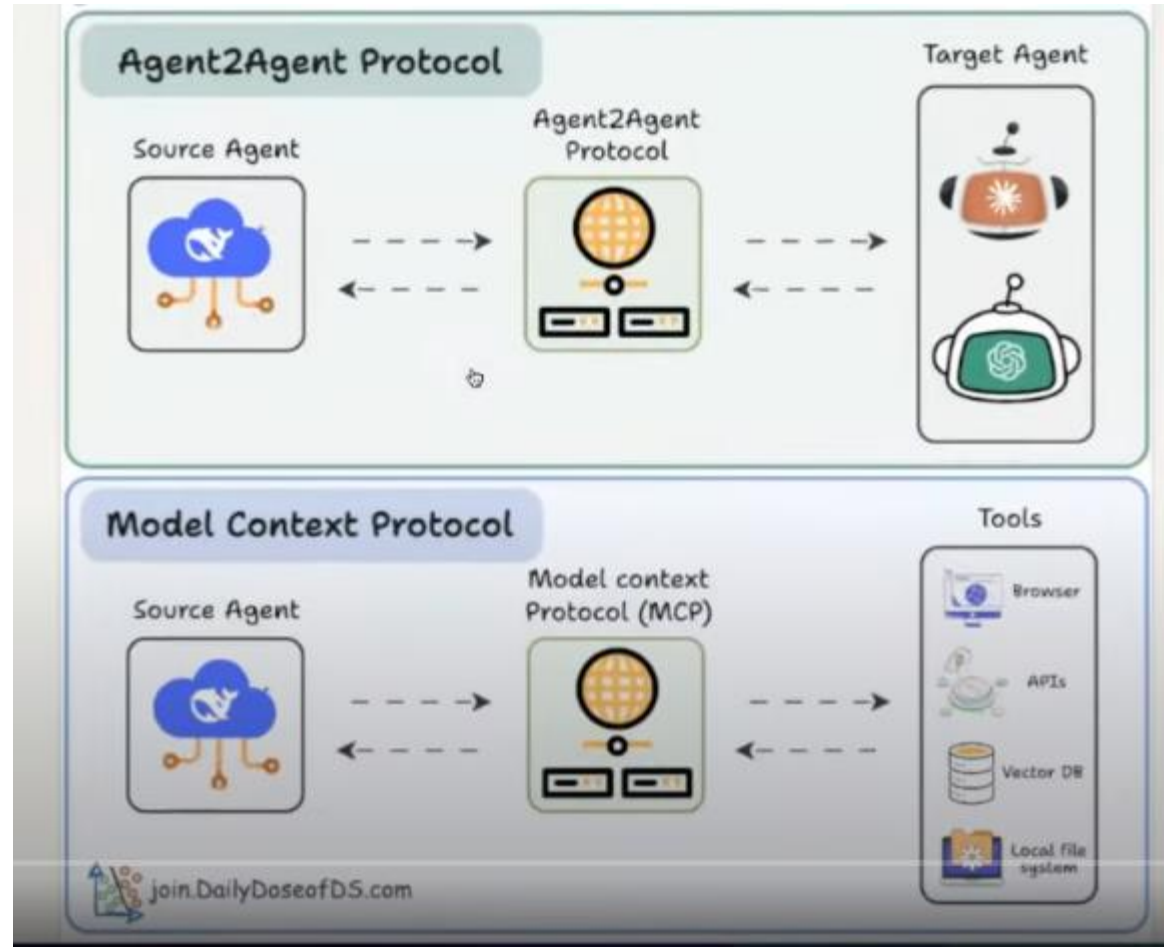 Agent2Agent Protocol
Target Agent
Agent2Agent
Protocol
Source Agent
Model Context Protocol
Tools
Model context
Protocol (MCP)
Source Agent
Browser
APIs
Vector DB
Local file
system
join.DailyDoseofDS.com